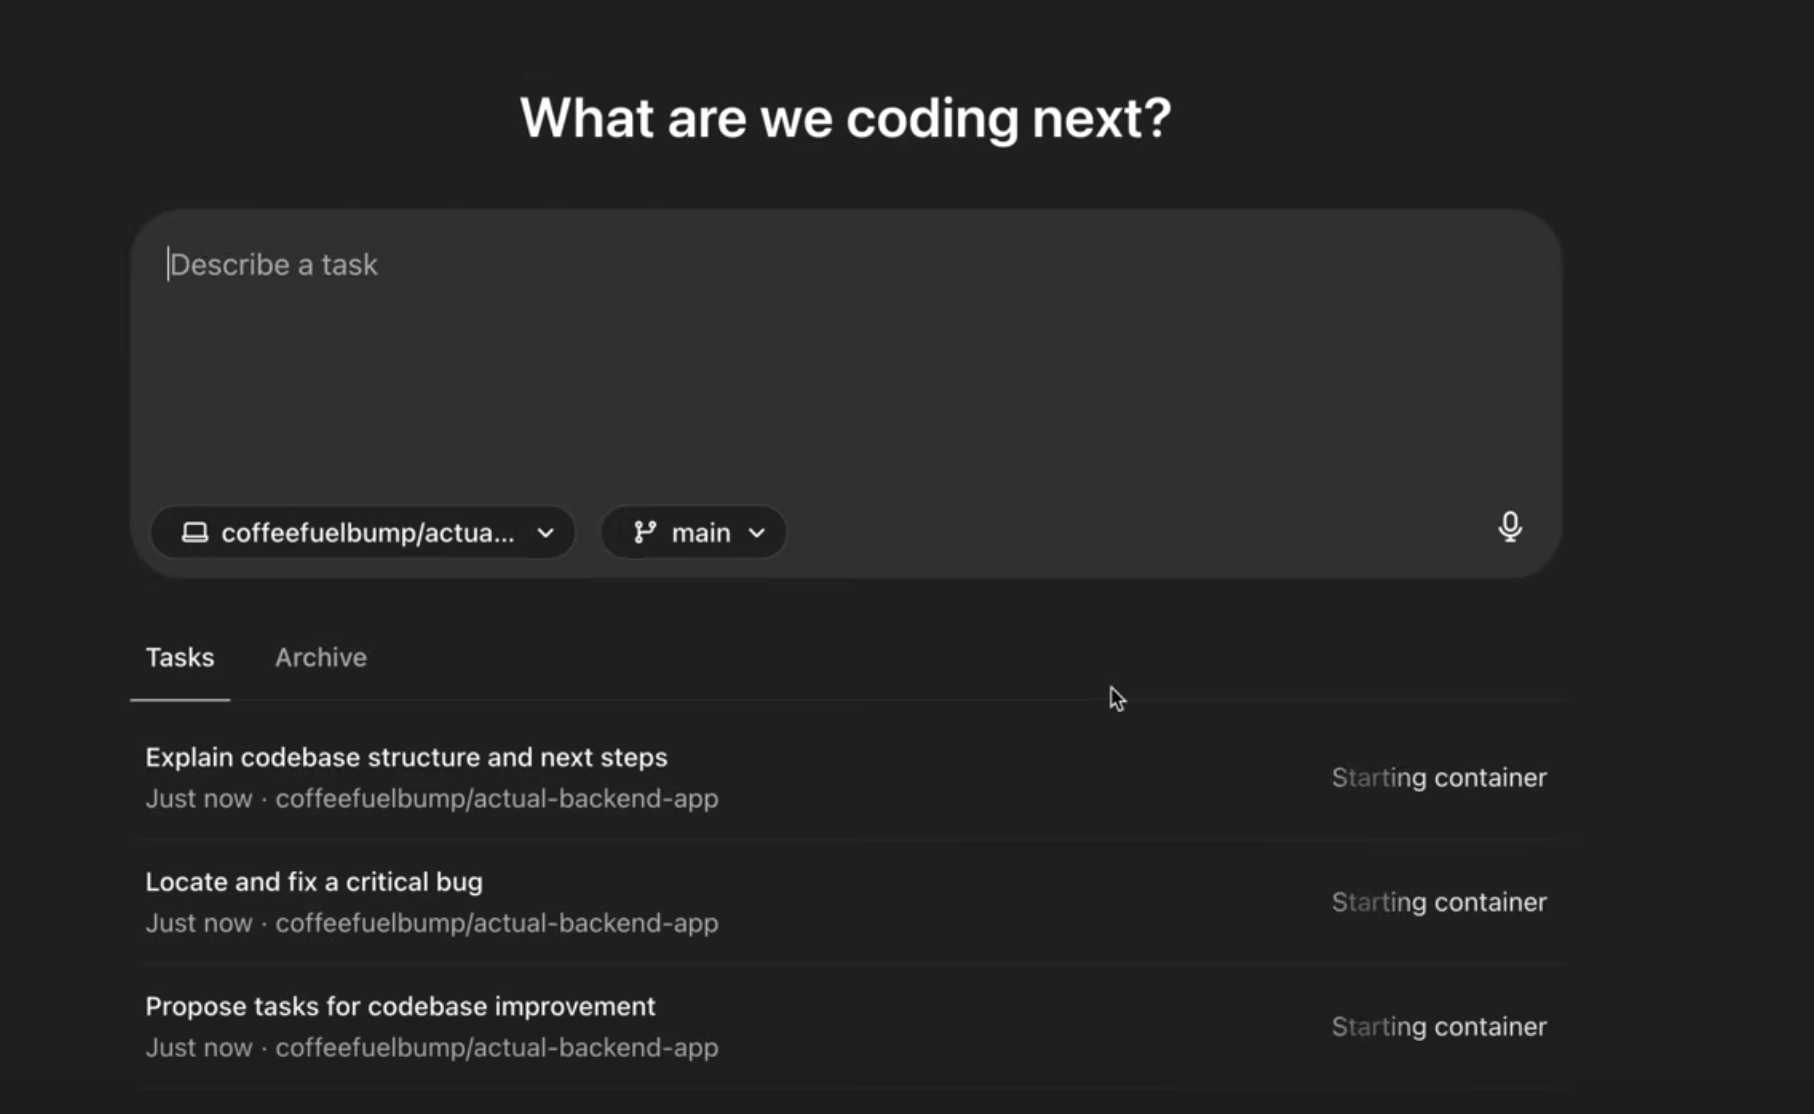 What are we coding next?
Describe a task
coffeefuelbump/actua...
main
Tasks
Archive
Explain codebase structure and next steps
Just now · coffeefuelbump/actual-backend-app
Starting container
Locate and fix a critical bug
Just now · coffeefuelbump/actual-backend-app
Starting container
Propose tasks for codebase improvement
Just now · coffeefuelbump/actual-backend-app
Starting container